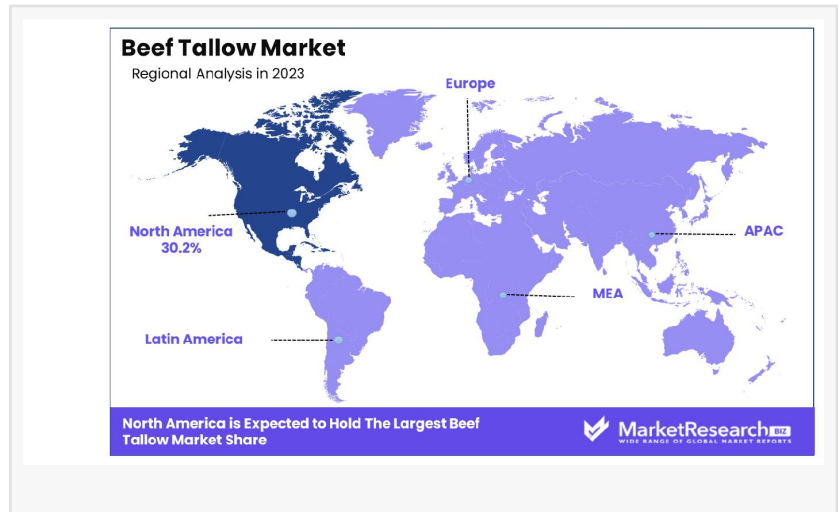 Beef Tallow Market
Regional Analysis in 2023
Europe
North America
30.2%
APAC
MEA
Latin America
North America is Expected to Hold The Largest Beef
Tallow Market Share
MarketResearch BIZ
WIDE RANGE OF GLOBAL MARKET REPORTS